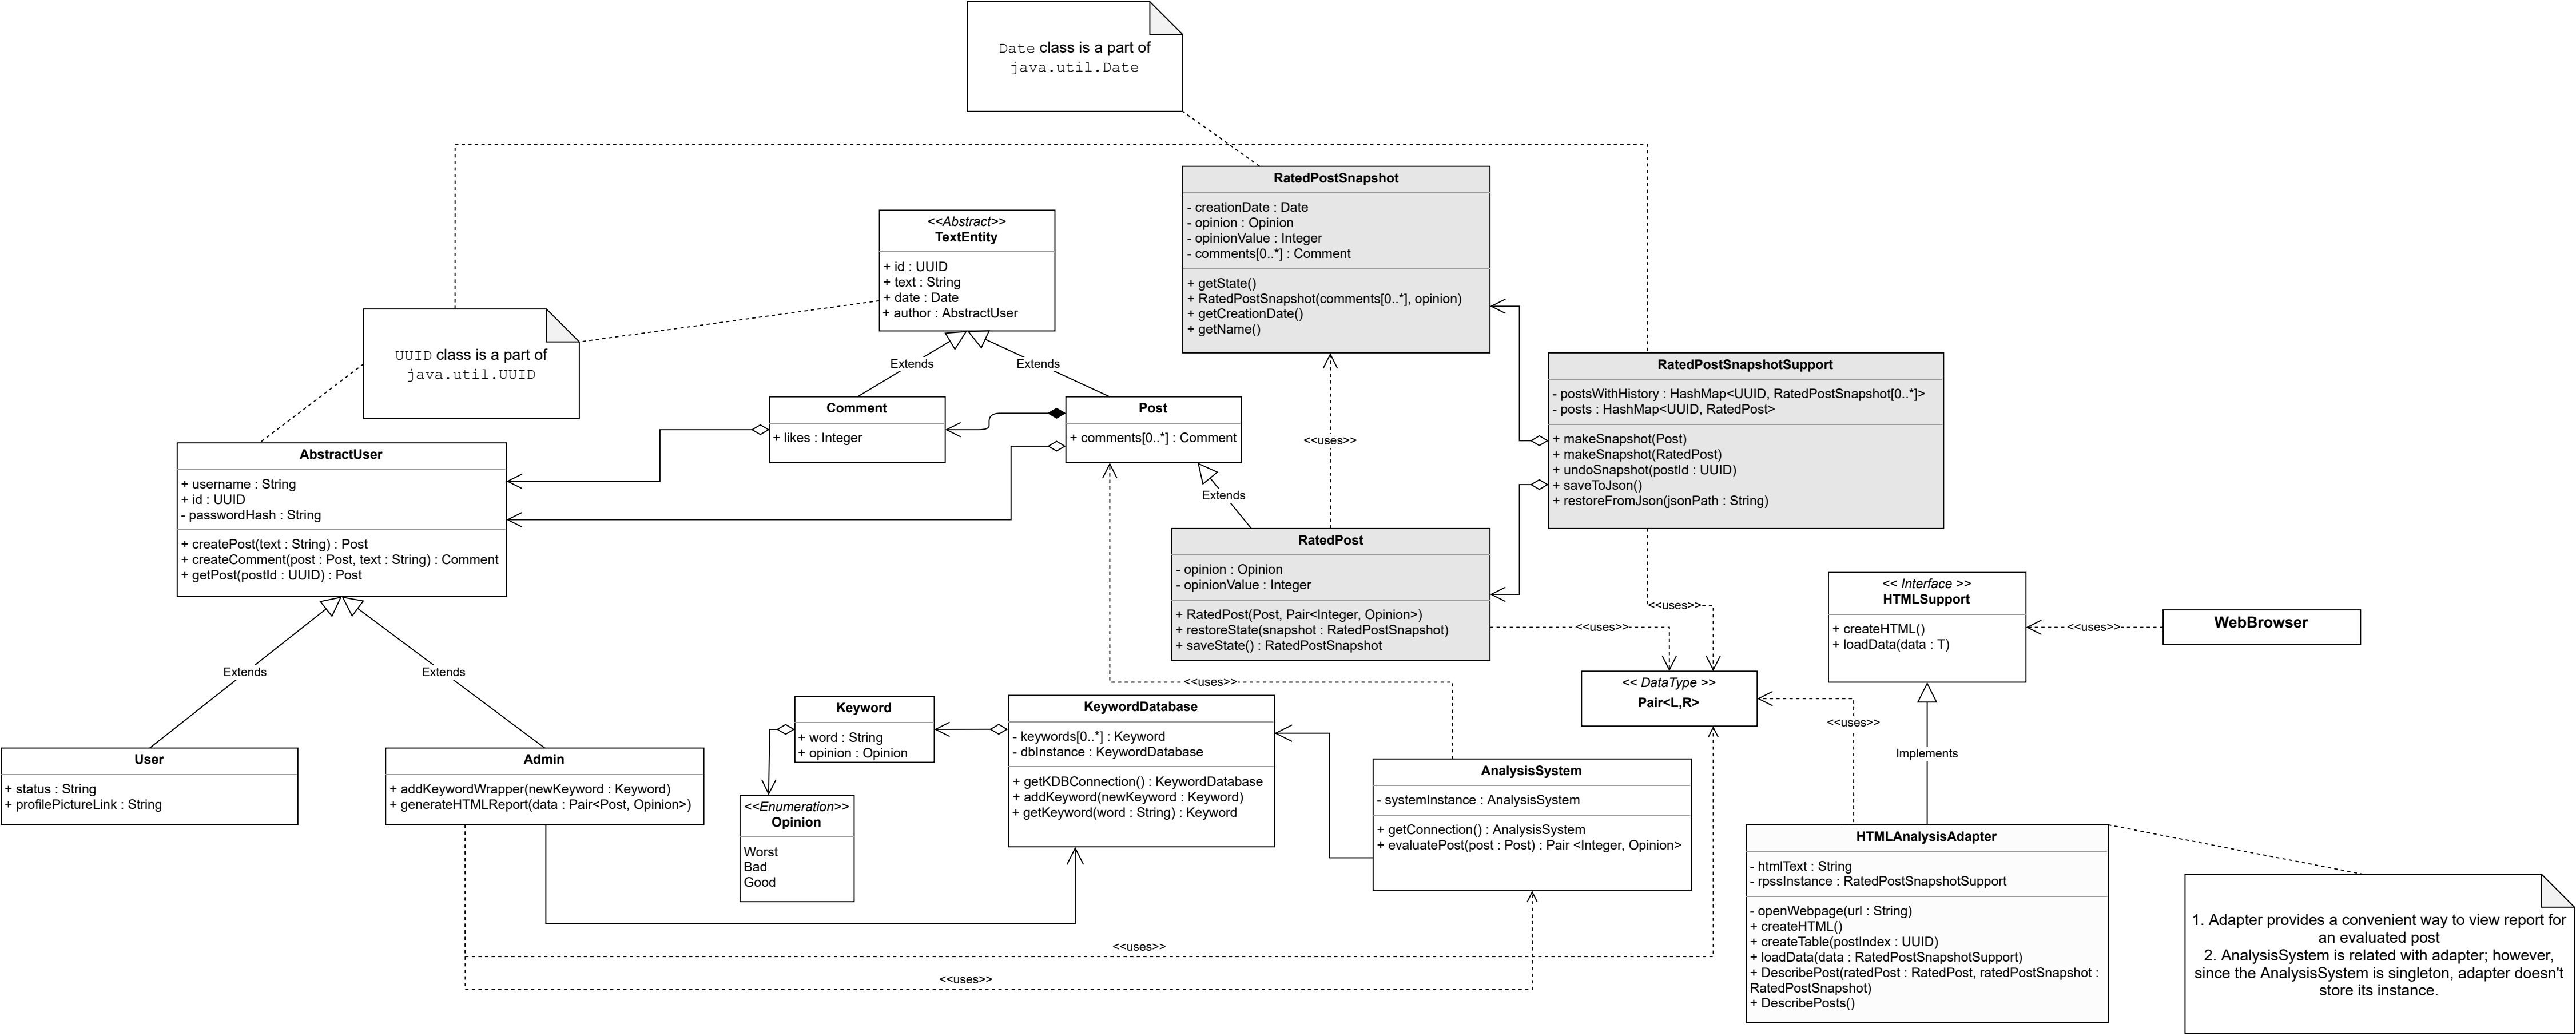 Date class is a part of
java.util.Date
RatedPostSnapshot
- creationDate : Date
- opinion : Opinion
- opinionValue : Integer
- comments[0..*] : Comment
+ getState()
+ RatedPostSnapshot(comments[0..*], opinion)
+ getCreationDate()
+ getName()
<<Abstract>>
TextEntity
+ id : UUID
+ text : String
+ date : Date
+ author : AbstractUser
UUID class is a part of
java.util.UUID
Extends
Extends
RatedPostSnapshotSupport
- postsWithHistory : HashMap<UUID, RatedPostSnapshot[0..*]>
- posts : HashMap<UUID, RatedPost>
+ makeSnapshot(Post)
+ makeSnapshot(RatedPost)
+ undoSnapshot(postId : UUID)
+ saveToJson()
+ restoreFromJson(jsonPath : String)
Comment
+ likes : Integer
Post
+ comments[0..*] : Comment
<<uses>>
AbstractUser
+ username : String
+ id : UUID
- passwordHash : String
+ createPost(text : String) : Post
+ createComment(post : Post, text : String) : Comment
+ getPost(postId : UUID) : Post
Extends
RatedPost
- opinion : Opinion
- opinionValue : Integer
+ RatedPost(Post, Pair<Integer, Opinion>)
+ restoreState(snapshot : RatedPostSnapshot)
+ saveState() : RatedPostSnapshot
<<uses>>
<<uses>>
<< Interface >>
HTMLSupport
+ createHTML()
+ loadData(data : T)
<<uses>>
WebBrowser
Extends
Extends
<<uses>>
<< DataType >>
Pair<L,R>
<<uses>>
Implements
Keyword
+ word : String
+ opinion : Opinion
KeywordDatabase
- keywords[0..*] : Keyword
- dbInstance : KeywordDatabase
+ getKDBConnection() : KeywordDatabase
+ addKeyword(newKeyword : Keyword)
+ getKeyword(word : String) : Keyword
User
+ status : String
+ profilePictureLink : String
Admin
+ addKeywordWrapper(newKeyword : Keyword)
+ generateHTMLReport(data : Pair<Post, Opinion>)
<<Enumeration>>
Opinion
Worst
Bad
Good
AnalysisSystem
- systemInstance : AnalysisSystem
+ getConnection() : AnalysisSystem
+ evaluatePost(post : Post) : Pair <Integer, Opinion>
HTMLAnalysisAdapter
- htmlText : String
- rpssInstance : RatedPostSnapshotSupport
- openWebpage(url : String)
+ createHTML()
+ createTable(postIndex : UUID)
+ loadData(data : RatedPostSnapshotSupport)
+ DescribePost(ratedPost : RatedPost, ratedPostSnapshot :
RatedPostSnapshot)
+ DescribePosts()
1. Adapter provides a convenient way to view report for
an evaluated post
2. AnalysisSystem is related with adapter; however,
since the AnalysisSystem is singleton, adapter doesn't
store its instance.
<<uses>>
<<uses>>